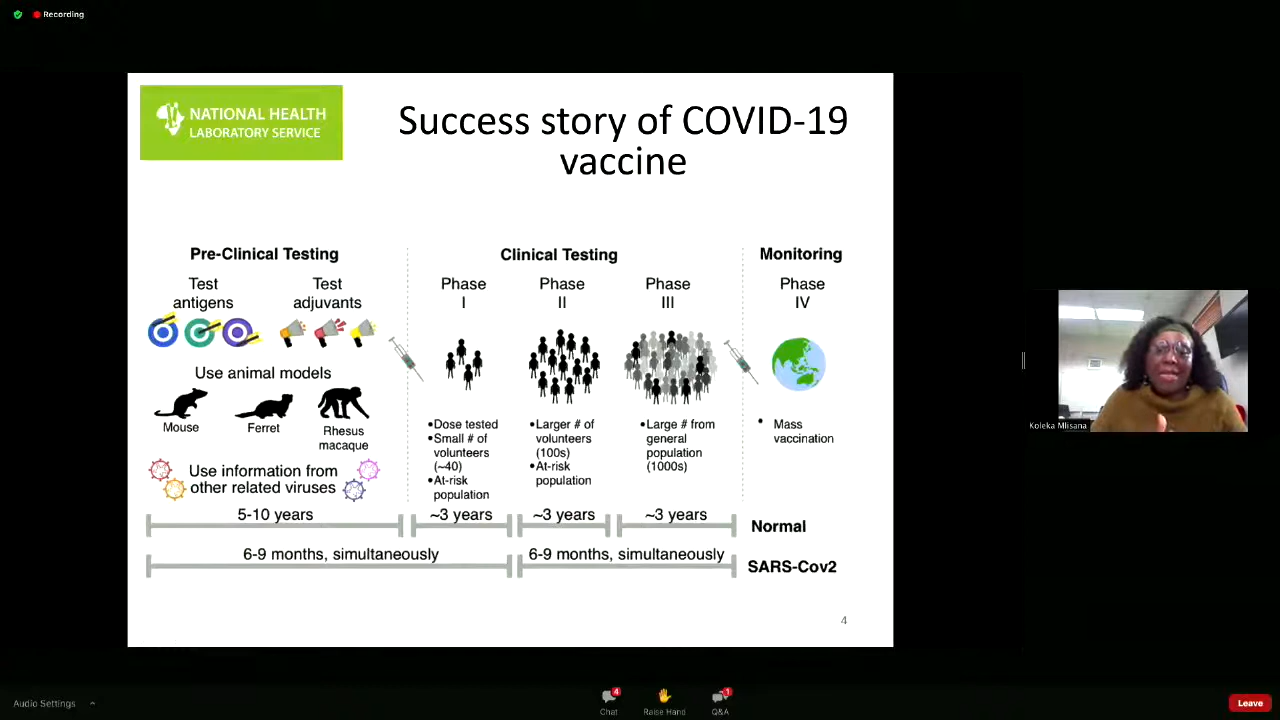 Recording
NATIONAL HEALTH
LABORATORY SERVICE
Success story of COVID-19
vaccine
Pre-Clinical Testing
Test
antigens
Test
adjuvants
Use animal models
Mouse
Ferret
Rhesus
macaque
Use information from
other related viruses
Clinical Testing
Phase
I
•Dose tested
•Small # of
volunteers
(~40)
•At-risk
population
Phase
II
•Larger # of
volunteers
(100s)
•At-risk
population
Phase
III
•Large # from
general
population
(1000s)
Monitoring
Phase
IV
• Mass
vaccination
5-10 years
~3 years
~3 years
~3 years
Normal
6-9 months, simultaneously
6-9 months, simultaneously
SARS-Cov2
4
Koleka Mlisana
Audio Settings
4
Chat
Raise Hand
1
Q&A
Leave